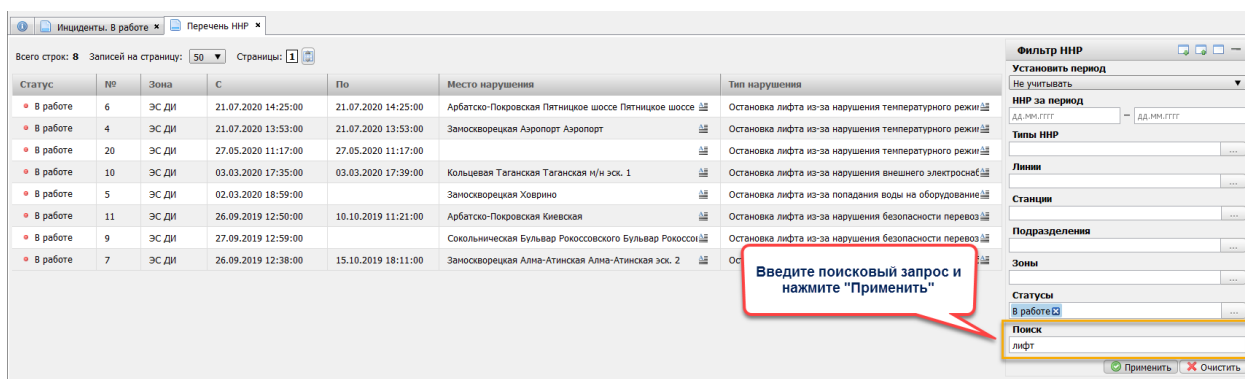 Инциденты. В работе × Перечень ННР ×
Всего строк: 8 Записей на страницу: 50 ▼ Страницы: 1
Статус № Зона С По Место нарушения Тип нарушения
В работе 6 ЭС ДИ 21.07.2020 14:25:00 21.07.2020 14:25:00 Арбатско-Покровская Пятницкое шоссе Пятницкое шоссе Остановка лифта из-за нарушения температурного режи
В работе 4 ЭС ДИ 21.07.2020 13:53:00 21.07.2020 13:53:00 Замоскворецкая Аэропорт Аэропорт Остановка лифта из-за нарушения температурного режи
В работе 20 ЭС ДИ 27.05.2020 11:17:00 27.05.2020 11:17:00 Остановка лифта из-за нарушения температурного режи
В работе 10 ЭС ДИ 03.03.2020 17:35:00 03.03.2020 17:39:00 Кольцевая Таганская Таганская м/н эск. 1 Остановка лифта из-за нарушения внешнего электроснаб
В работе 5 ЭС ДИ 02.03.2020 18:59:00 Замоскворецкая Ховрино Остановка лифта из-за попадания воды на оборудование
В работе 11 ЭС ДИ 26.09.2019 12:50:00 10.10.2019 11:21:00 Арбатско-Покровская Киевская Остановка лифта из-за нарушения безопасности перевоз
В работе 9 ЭС ДИ 27.09.2019 12:59:00 Сокольническая Бульвар Рокоссовского Бульвар Рокоссо Остановка лифта из-за нарушения безопасности перевоз
В работе 7 ЭС ДИ 26.09.2019 12:38:00 15.10.2019 18:11:00 Замоскворецкая Алма-Атинская Алма-Атинская эск. 2 Ос
Введите поисковый запрос и
нажмите "Применить"
Фильтр ННР
Установить период
Не учитывать
ННР за период
дд.мм.гггг – дд.мм.гггг
Типы ННР
...
Линии
...
Станции
...
Подразделения
...
Зоны
...
Статусы
В работе ...
Поиск
лифт
Применить Очистить